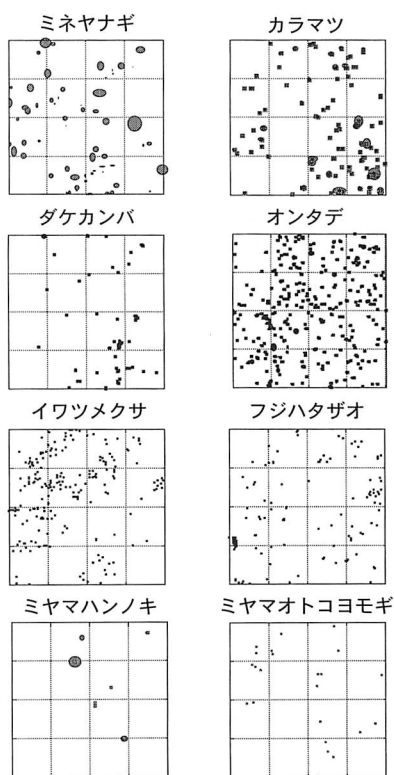 ミネヤナギ
カラマツ
ダケカンバ
オンタデ
イワツメクサ
フジハタザオ
ミヤマハンノキ
ミヤマオトコヨモギ